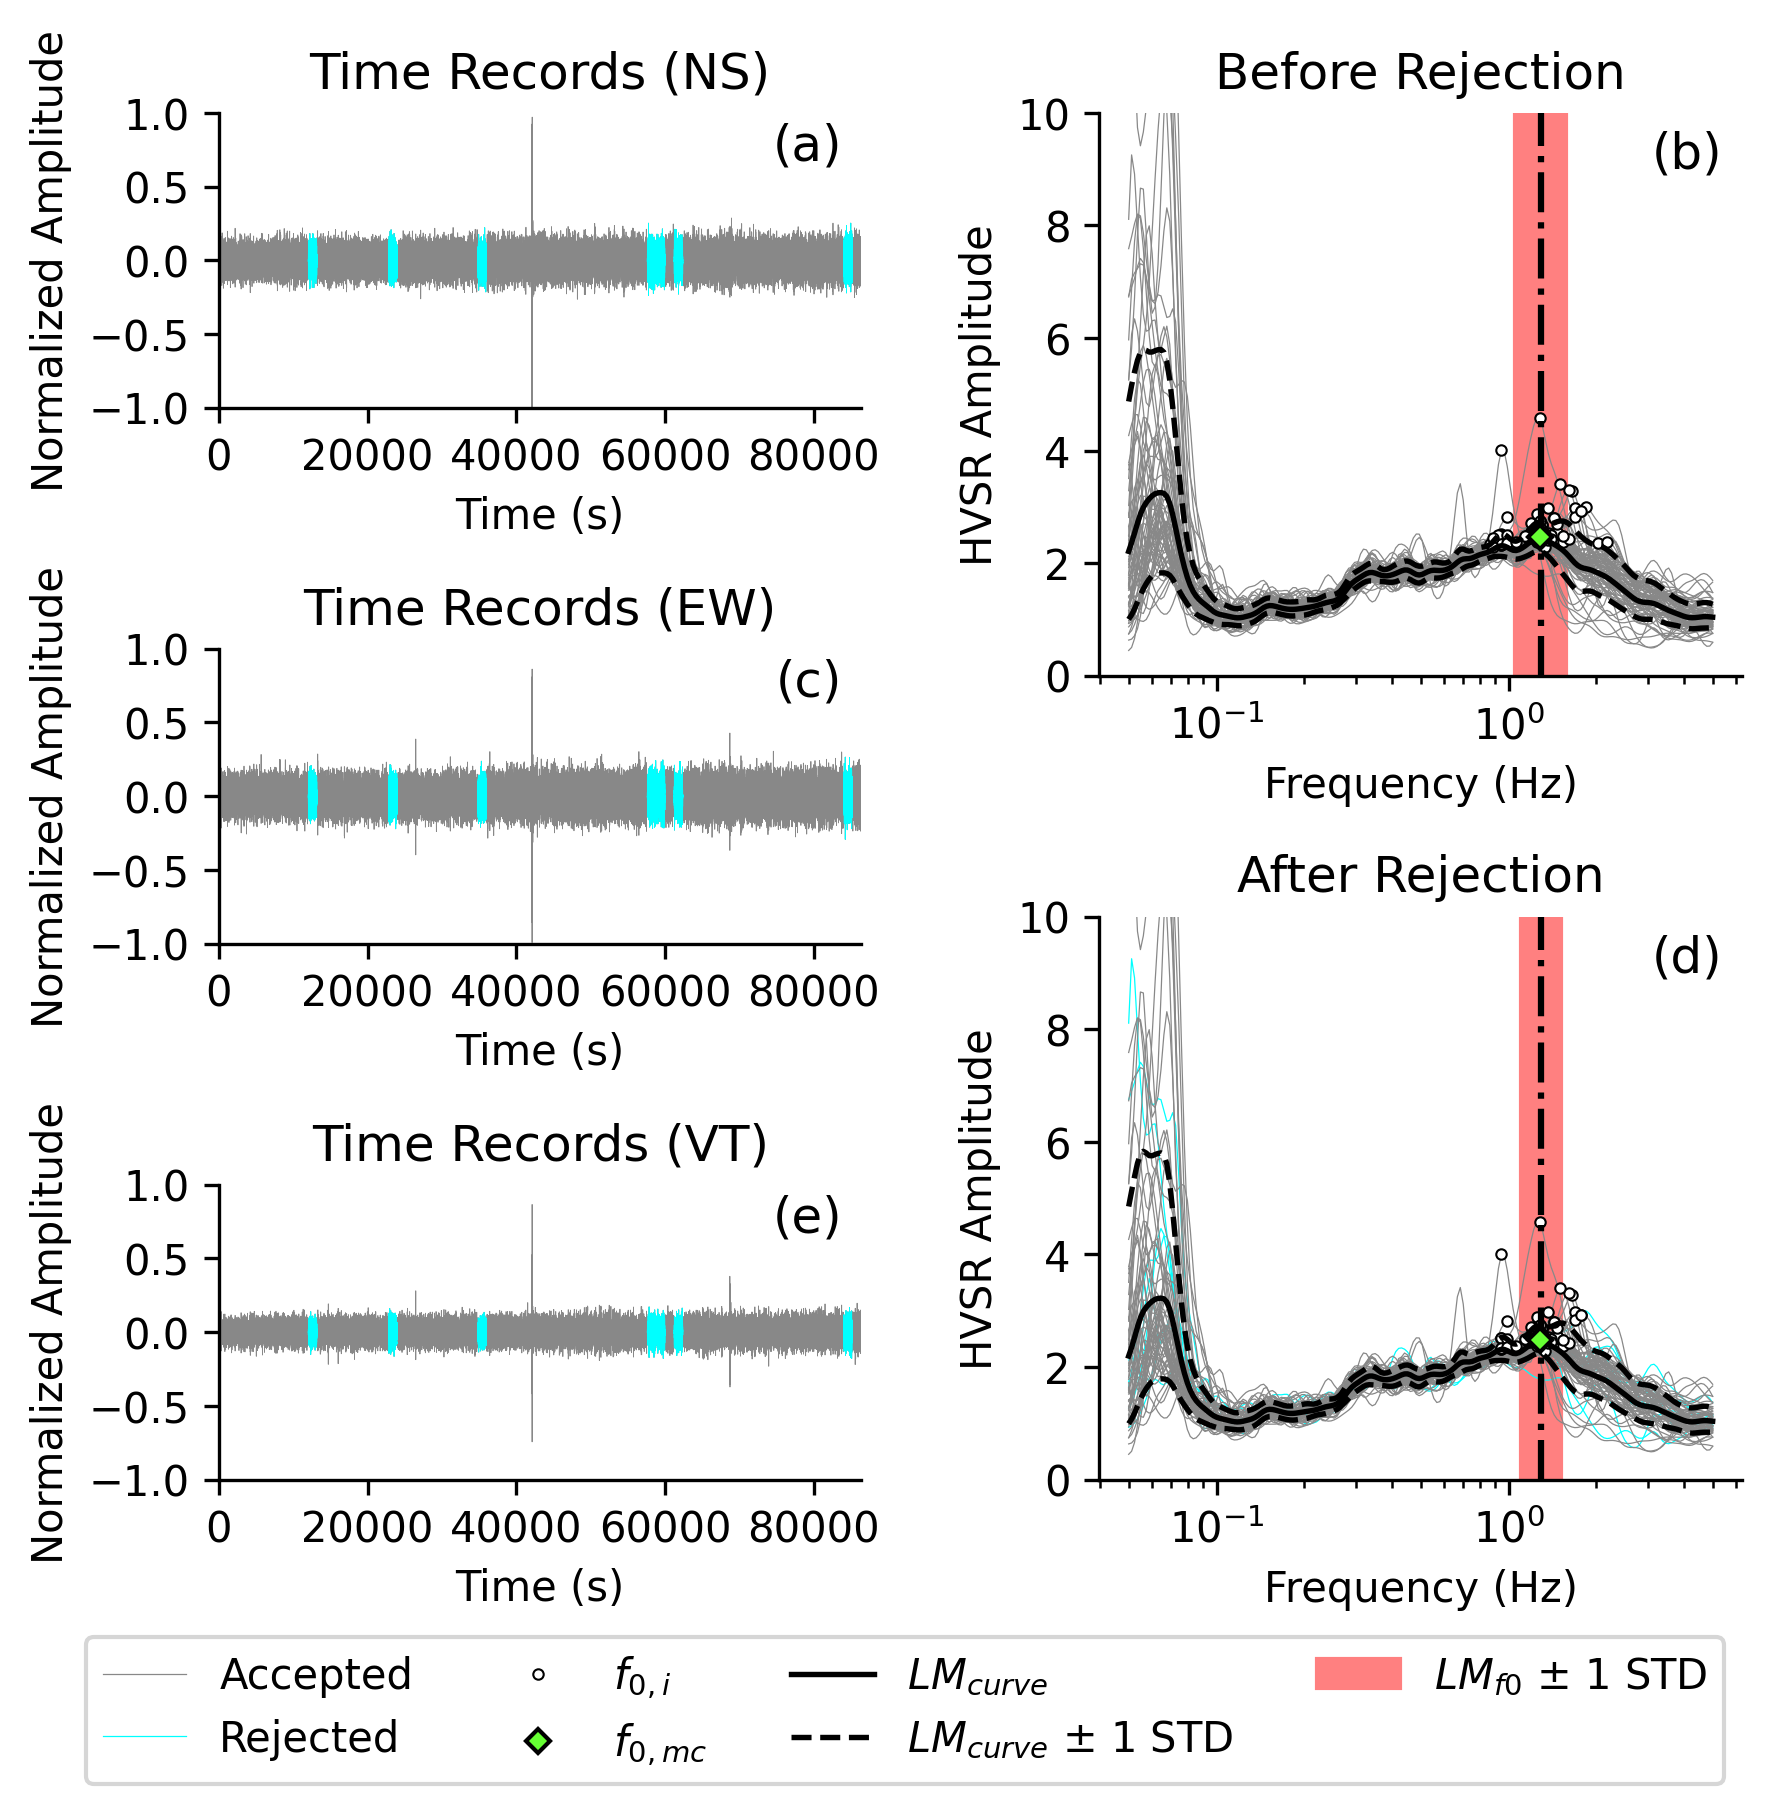 Time Records (NS)
(a)
Normalized Amplitude
1.0
0.5
0.0
−0.5
−1.0
0 20000 40000 60000 80000
Time (s)
Before Rejection
(b)
HVSR Amplitude
10
8
6
4
2
0
10⁻¹ 10⁰
Frequency (Hz)
Time Records (EW)
(c)
Normalized Amplitude
1.0
0.5
0.0
−0.5
−1.0
0 20000 40000 60000 80000
Time (s)
After Rejection
(d)
HVSR Amplitude
10
8
6
4
2
0
10⁻¹ 10⁰
Frequency (Hz)
Time Records (VT)
(e)
Normalized Amplitude
1.0
0.5
0.0
−0.5
−1.0
0 20000 40000 60000 80000
Time (s)
Accepted
Rejected
f0,i
f0,mc
LMcurve
LMcurve ± 1 STD
LMf0 ± 1 STD